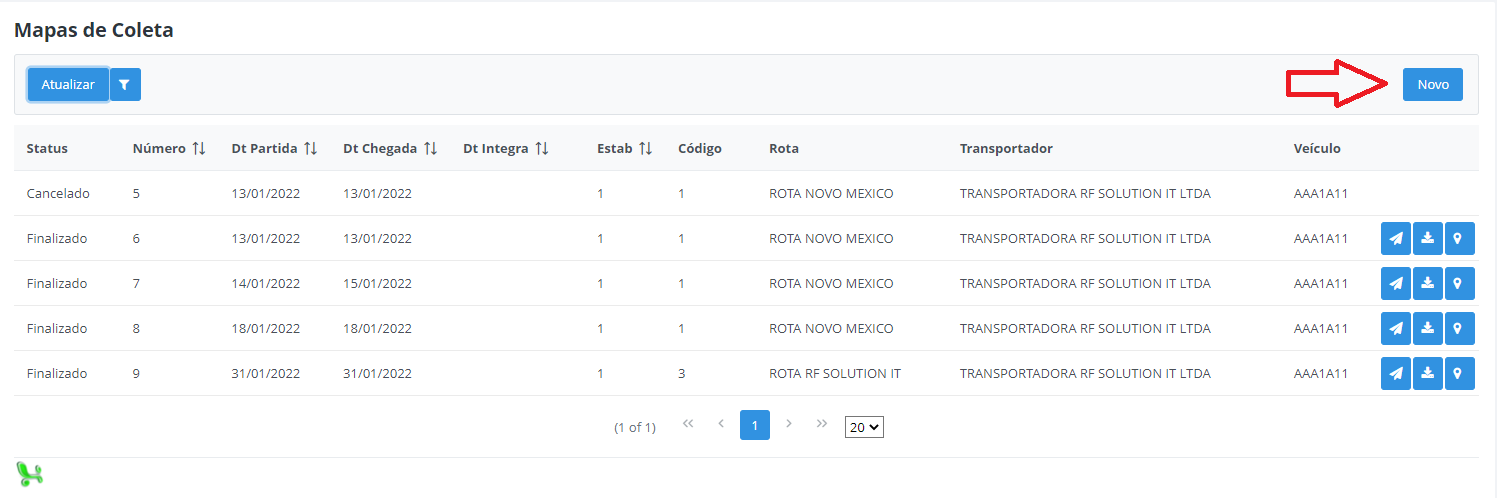 Mapas de Coleta
Atualizar Novo
Status Número Dt Partida Dt Chegada Dt Integra Estab Código Rota Transportador Veículo
Cancelado 5 13/01/2022 13/01/2022 1 1 ROTA NOVO MEXICO TRANSPORTADORA RF SOLUTION IT LTDA AAA1A11
Finalizado 6 13/01/2022 13/01/2022 1 1 ROTA NOVO MEXICO TRANSPORTADORA RF SOLUTION IT LTDA AAA1A11
Finalizado 7 14/01/2022 15/01/2022 1 1 ROTA NOVO MEXICO TRANSPORTADORA RF SOLUTION IT LTDA AAA1A11
Finalizado 8 18/01/2022 18/01/2022 1 1 ROTA NOVO MEXICO TRANSPORTADORA RF SOLUTION IT LTDA AAA1A11
Finalizado 9 31/01/2022 31/01/2022 1 3 ROTA RF SOLUTION IT TRANSPORTADORA RF SOLUTION IT LTDA AAA1A11
(1 of 1) 1 20